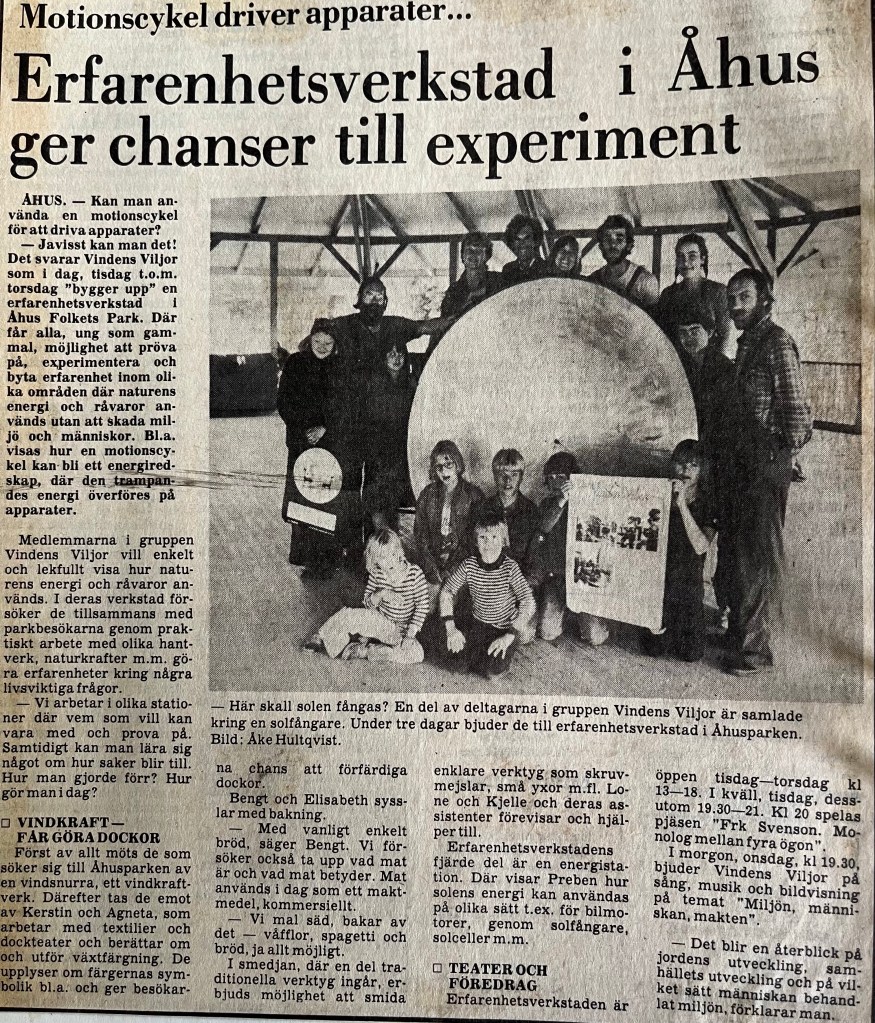 Motionscykel driver apparater...
Erfarenhetsverkstad i Åhus
ger chanser till experiment
ÅHUS. — Kan man an-
vända en motionscykel
för att driva apparater?
— Javisst kan man det!
Det svarar Vindens Viljor
som i dag, tisdag t.o.m.
torsdag "bygger upp" en
erfarenhetsverkstad i
Åhus Folkets Park. Där
får alla, ung som gam-
mal, möjlighet att pröva
på, experimentera och
byta erfarenhet inom oli-
ka områden där naturens
energi och råvaror an-
vänds utan att skada mil-
jö och människor. Bl.a.
visas hur en motionscy-
kel kan bli ett energired-
skap, där den trampan-
des energi överföres på
apparater.
Medlemmarna i gruppen
Vindens Viljor vill enkelt
och lekfullt visa hur natu-
rens energi och råvaror an-
vänds. I deras verkstad för-
söker de tillsammans med
parkbesökarna genom prak-
tiskt arbete med olika hant-
verk, naturkrafter m.m. gö-
ra erfarenheter kring några
livsviktiga frågor.
— Vi arbetar i olika statio-
ner där vem som vill kan
vara med och prova på.
Samtidigt kan man lära sig
något om hur saker blir till.
Hur man gjorde förr? Hur
gör man i dag?
□ VINDKRAFT—
FÅR GÖRA DOCKOR
Först av allt möts de som
söker sig till Åhusparken av
en vindsnurra, ett vindkraft-
verk. Därefter tas de emot
av Kerstin och Agneta, som
arbetar med textilier och
dockteater och berättar om
och utför växtfärgning. De
upplyser om färgernas sym-
bolik bl.a. och ger besökar-
— Här skall solen fångas? En del av deltagarna i gruppen Vindens Viljor är samlade
kring en solfångare. Under tre dagar bjuder de till erfarenhetsverkstad i Åhusparken.
Bild: Åke Hultqvist.
na chans att förfärdiga
dockor.
Bengt och Elisabeth syss-
lar med bakning.
— Med vanligt enkelt
bröd, säger Bengt. Vi för-
söker också ta upp vad mat
är och vad mat betyder. Mat
används i dag som ett makt-
medel, kommersiellt.
— Vi mal säd, bakar av
det — våfflor, spagetti och
bröd, ja allt möjligt.
I smedjan, där en del tra-
ditionella verktyg ingår, er-
bjuds möjlighet att smida
enklare verktyg som skruv-
mejslar, små yxor m.fl. Lo-
ne och Kjelle och deras as-
sistenter förevisar och hjäl-
per till.
Erfarenhetsverkstadens
fjärde del är en energista-
tion. Där visar Preben hur
solens energi kan användas
på olika sätt t.ex. för bilmo-
törer, genom solfångare,
solceller m.m.
□ TEATER OCH
FÖREDRAG
Erfarenhetsverkstaden är
öppen tisdag—torsdag kl
13—18. I kväll, tisdag, dess-
utom 19.30—21. Kl 20 spelas
pjäsen "Frk Svenson. Mo-
nolog mellan fyra ögon".
I morgon, onsdag, kl 19.30,
bjuder Vindens Viljor på
sång, musik och bildvisning
på temat "Miljön, männi-
skan, makten".
— Det blir en återblick på
jordens utveckling, sam-
hällets utveckling och på vil-
ket sätt människan behand-
lat miljön, förklarar man.